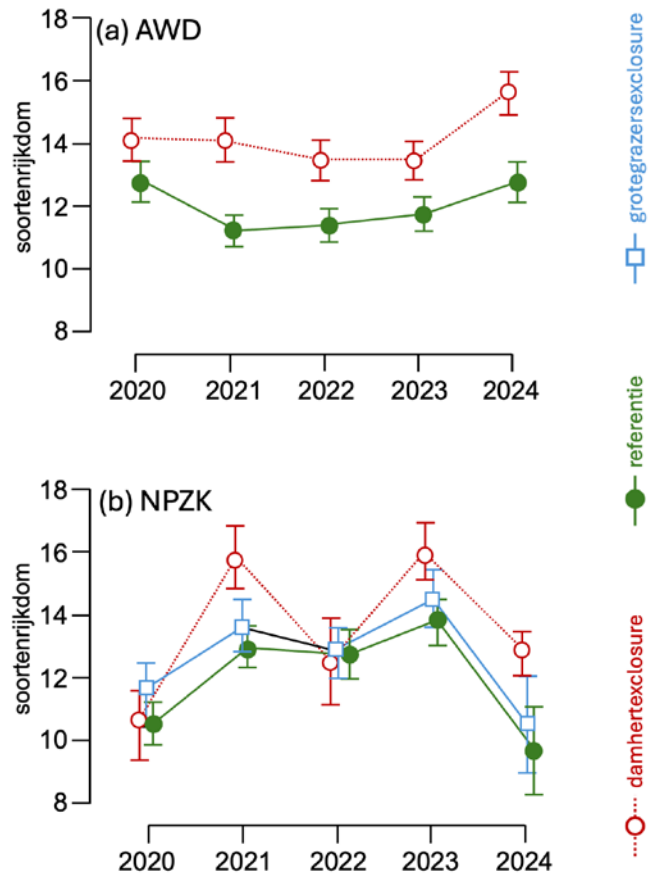 (a) AWD
soortenrijkdom
18
16
14
12
10
8
2020 2021 2022 2023 2024
(b) NPZK
soortenrijkdom
18
16
14
12
10
8
2020 2021 2022 2023 2024
grotegrazersexclosure
referentie
damhertexclosure